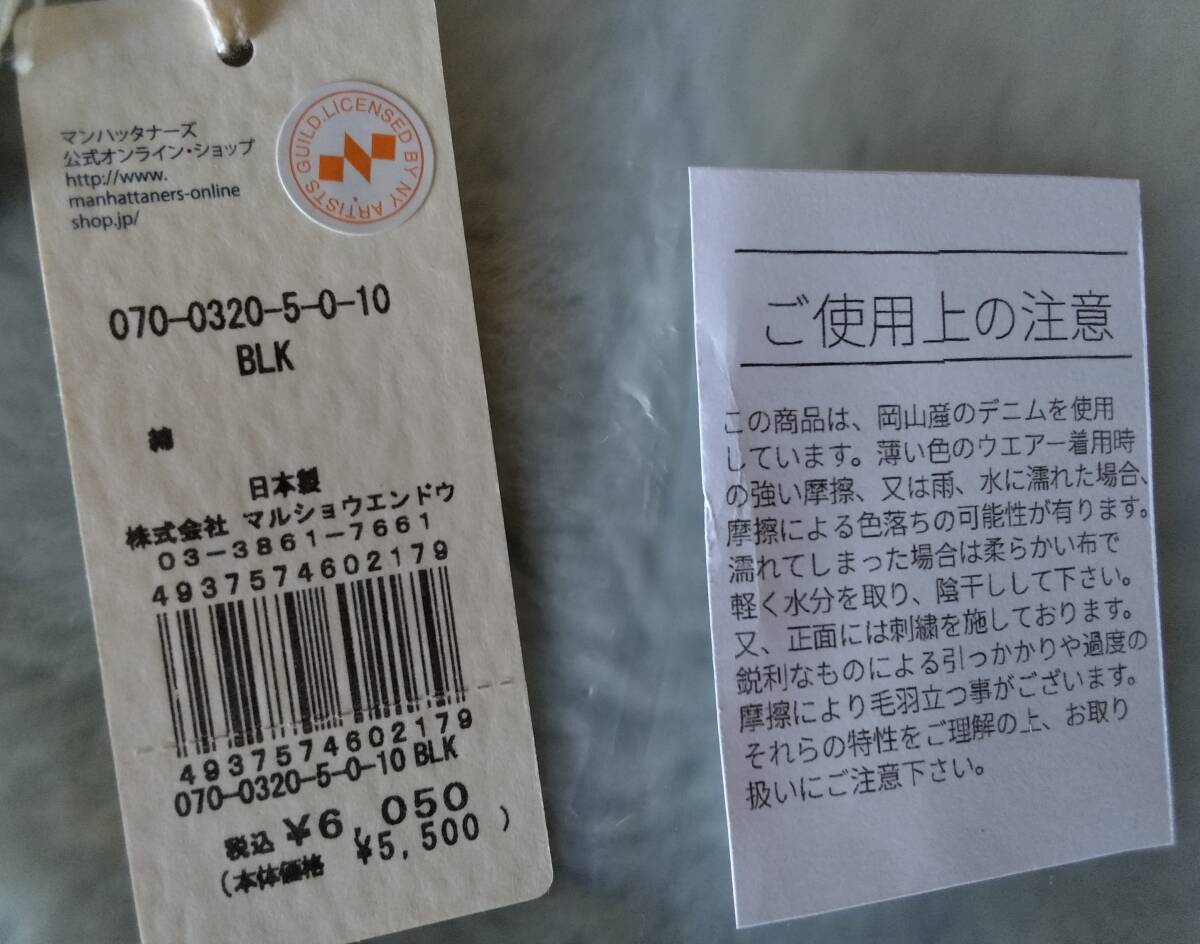 マンハッタナーズ
公式オンライン・ショップ
http://www.
manhattaners-online
shop.jp/
GUILD.LICENSED BY NY ARTISTS
070-0320-5-0-10
BLK
綿
日本製
株式会社 マルショウエンドウ
03-3861-7661
4937574602179
4937574602179
070-0320-5-0-10 BLK
税込 ¥6,050
(本体価格 ¥5,500 )
ご使用上の注意
この商品は、岡山産のデニムを使用
しています。薄い色のウエアー着用時
の強い摩擦、又は雨、水に濡れた場合、
摩擦による色落ちの可能性が有ります。
濡れてしまった場合は柔らかい布で
軽く水分を取り、陰干しして下さい。
又、正面には刺繍を施しております。
鋭利なものによる引っかかりや過度の
摩擦により毛羽立つ事がございます。
それらの特性をご理解の上、お取り
扱いにご注意下さい。